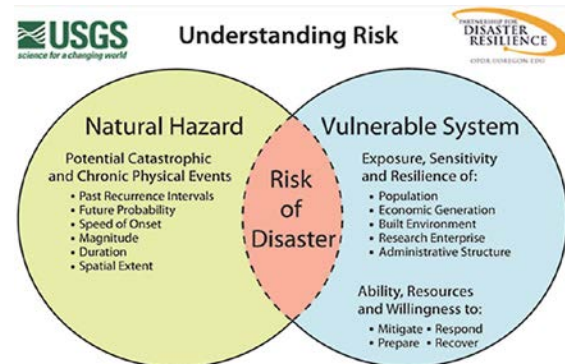 USGS
science for a changing world
Understanding Risk
PARTNERSHIP FOR
DISASTER
RESILIENCE
OPDR.UOREGON.EDU
Natural Hazard
Potential Catastrophic
and Chronic Physical Events
• Past Recurrence Intervals
• Future Probability
• Speed of Onset
• Magnitude
• Duration
• Spatial Extent
Risk
of
Disaster
Vulnerable System
Exposure, Sensitivity
and Resilience of:
• Population
• Economic Generation
• Built Environment
• Research Enterprise
• Administrative Structure
Ability, Resources
and Willingness to:
• Mitigate • Respond
• Prepare • Recover